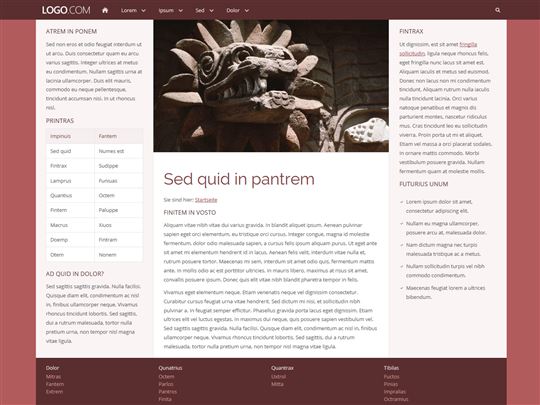 LOGO.COM
Lorem
Ipsum
Sed
Dolor
ATREM IN PONEM
Sed non eros et odio feugiat interdum ut
ut arcu. Duis consectetur quam eu arcu
varius sagittis. Integer ultrices at metus
eu condimentum. Nullam sagittis urna at
lacinia ullamcorper. Duis elit mauris,
commodo eu neque pellentesque,
tincidunt accumsan nisl. In ut rhoncus
nisl.
PRINTRAS
Impinus Fantem
Sed quid Numes est
Fintrax Sudippe
Lamprus Furiuas
Quantius Octem
Fintem Paluppe
Macrus Xiuos
Doemp Fintram
Otem Nonem
AD QUID IN DOLOR?
Sed sagittis sagittis gravida. Nulla facilisi.
Quisque diam elit, condimentum ac nisl
in, finibus ullamcorper neque. Vivamus
rhoncus tincidunt lobortis. Sed sagittis,
dui a rutrum malesuada, tortor nulla
pretium urna, non tempor nisl magna
vitae ligula.
Sed quid in pantrem
Sie sind hier: Startseite
FINITEM IN VOSTO
Aliquam vitae nibh vitae dui varius viverra. In blandit aliquet ipsum. Aenean pulvinar
sapien eget orci elementum, eu tristique orci cursus. Integer congue, magna id molestie
fermentum, dolor odio malesuada sapien, a cursus felis ipsum aliquam purus. Ut eget ante
sit amet mi elementum hendrerit id in lacus. Aenean felis velit, interdum vitae nulla et,
rutrum posuere tortor. Maecenas mi sem, interdum sit amet odio quis, fermentum mattis
ante. In mollis odio ac est porttitor ultricies. In mauris libero, maximus at risus sit amet,
convallis posuere ipsum. Donec quis elit vitae nibh blandit pharetra tempor in felis.
Vivamus eget elementum neque. Etiam venenatis neque vel dignissim consectetur.
Curabitur cursus feugiat urna vitae hendrerit. Sed dictum mi nisi, et sollicitudin nibh
pulvinar a. In feugiat semper efficitur. Phasellus gravida porta lacus eget dignissim. Etiam
ultrices elit vel luctus egestas. In maximus dui neque, quis posuere sapien vestibulum vel.
Sed sagittis sagittis gravida. Nulla facilisi. Quisque diam elit, condimentum ac nisl in, finibus
ullamcorper neque. Vivamus rhoncus tincidunt lobortis. Sed sagittis, dui a rutrum
malesuada, tortor nulla pretium urna, non tempor nisl magna vitae ligula.
FINTRAX
Ut dignissim, est sit amet fringilla
sollicitudin, ligula neque rhoncus felis,
eget fringilla nunc lacus sit amet est.
Aliquam iaculis et metus sed euismod.
Donec non lacus non mi condimentum
tincidunt. Aliquam rutrum nulla iaculis
nulla tincidunt lacinia. Orci varius
natoque penatibus et magnis dis
parturient montes, nascetur ridiculus
mus. Cras tincidunt leo eu sollicitudin
viverra. Proin porta ut mi et aliquet.
Etiam vel massa a orci placerat sodales,
in ornare mattis commodo. Morbi
vestibulum posuere gravida. Nullam
fermentum quam at molestie mollis.
FUTURIUS UNUM
Lorem ipsum dolor sit amet,
consectetur adipiscing elit.
Nullam eu magna ullamcorper,
posuere arcu at, malesuada dolor.
Nam dictum magna nec turpis
malesuada tristique ac a metus.
Nullam sollicitudin turpis vel nibh
commodo condimentum.
Maecenas feugiat lorem a ultrices
bibendum.
Dolor
Mitras
Fantem
Extrem
Qunatrius
Octem
Parlos
Pantres
Finita
Quantrax
Uxtrol
Mitta
Tibilas
Fuctos
Pinias
Impralias
Octramius